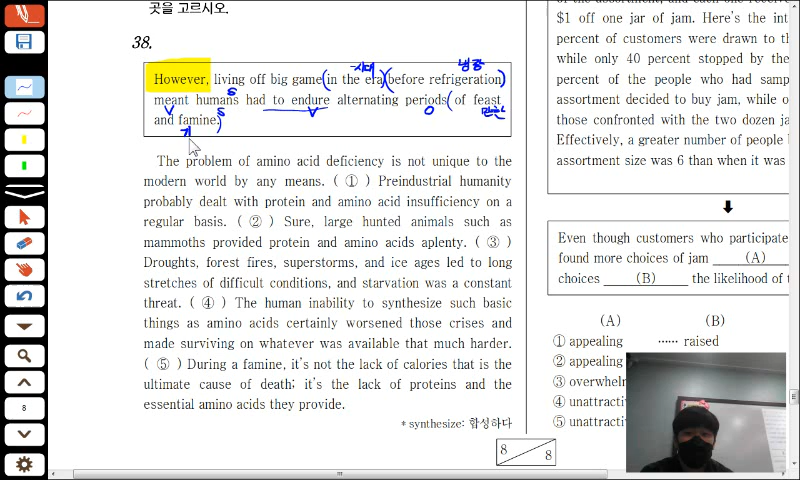 곳을 고르시오.
38.
시대 냉장
However, living off big game (in the era)(before refrigeration)
S
meant humans had to endure alternating periods (of feast
V S V O 만찬
and famine.)
기
The problem of amino acid deficiency is not unique to the
modern world by any means. ( ① ) Preindustrial humanity
probably dealt with protein and amino acid insufficiency on a
regular basis. ( ② ) Sure, large hunted animals such as
mammoths provided protein and amino acids aplenty. ( ③ )
Droughts, forest fires, superstorms, and ice ages led to long
stretches of difficult conditions, and starvation was a constant
threat. ( ④ ) The human inability to synthesize such basic
things as amino acids certainly worsened those crises and
made surviving on whatever was available that much harder.
( ⑤ ) During a famine, it's not the lack of calories that is the
ultimate cause of death; it's the lack of proteins and the
essential amino acids they provide.
* synthesize: 합성하다
8 8
of the assortment, and each one receive
$1 off one jar of jam. Here's the int
percent of customers were drawn to th
while only 40 percent stopped by the
percent of the people who had samp
assortment decided to buy jam, while o
those confronted with the two dozen ja
Effectively, a greater number of people b
assortment size was 6 than when it was
Even though customers who participate
found more choices of jam (A)
choices (B) the likelihood of t
(A) (B)
① appealing ······ raised
② appealing
③ overwhelm
④ unattracti
⑤ unattracti
8